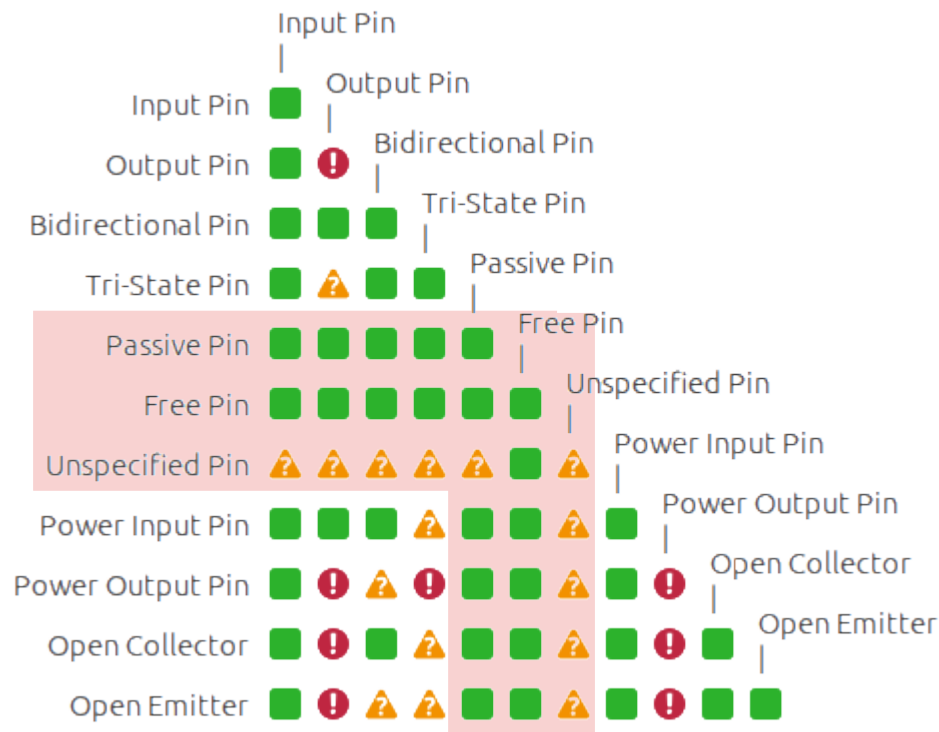 Input Pin
Output Pin
Input Pin
Bidirectional Pin
Output Pin
Tri-State Pin
Bidirectional Pin
Passive Pin
Tri-State Pin
Free Pin
Passive Pin
Unspecified Pin
Free Pin
Power Input Pin
Unspecified Pin
Power Output Pin
Power Input Pin
Open Collector
Power Output Pin
Open Emitter
Open Collector
Open Emitter